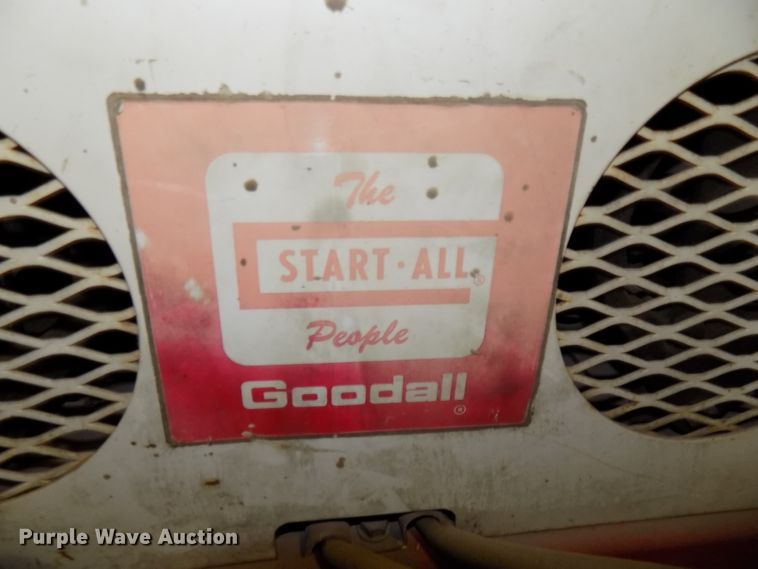 The
START·ALL®
People
Goodall
®
Purple Wave Auction®